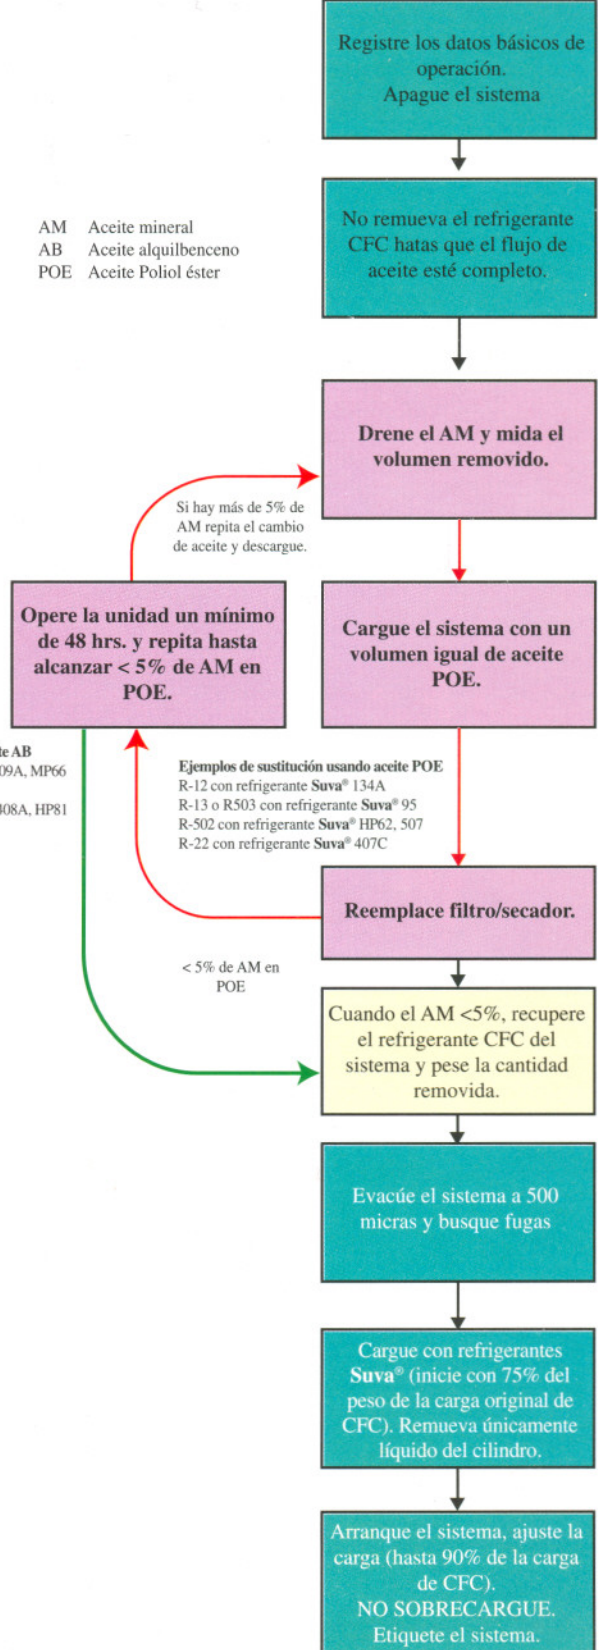 Registre los datos básicos de
operación.
Apague el sistema
AM Aceite mineral
AB Aceite alquilbenceno
POE Aceite Poliol éster
No remueva el refrigerante
CFC hatas que el flujo de
aceite esté completo.
Drene el AM y mida el
volumen removido.
Si hay más de 5% de
AM repita el cambio
de aceite y descargue.
Opere la unidad un mínimo
de 48 hrs. y repita hasta
alcanzar < 5% de AM en
POE.
Cargue el sistema con un
volumen igual de aceite
POE.
te AB
09A, MP66
408A, HP81
Ejemplos de sustitución usando aceite POE
R-12 con refrigerante Suva® 134A
R-13 o R503 con refrigerante Suva® 95
R-502 con refrigerante Suva® HP62, 507
R-22 con refrigerante Suva® 407C
Reemplace filtro/secador.
< 5% de AM en
POE
Cuando el AM <5%, recupere
el refrigerante CFC del
sistema y pese la cantidad
removida.
Evacúe el sistema a 500
micras y busque fugas
Cargue con refrigerantes
Suva® (inicie con 75% del
peso de la carga original de
CFC). Remueva únicamente
líquido del cilindro.
Arranque el sistema, ajuste la
carga (hasta 90% de la carga
de CFC).
NO SOBRECARGUE.
Etiquete el sistema.